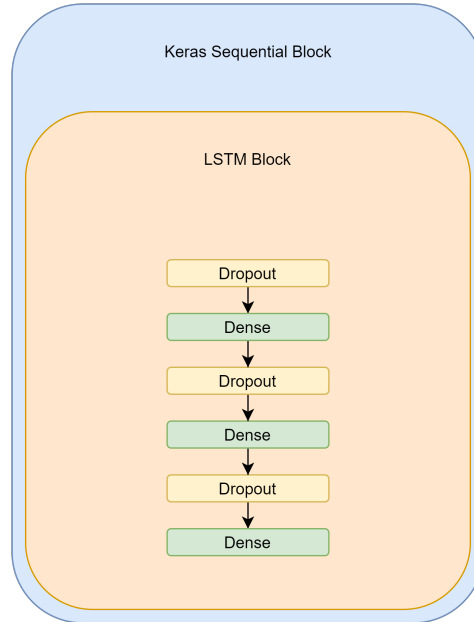 Keras Sequential Block
LSTM Block
Dropout
Dense
Dropout
Dense
Dropout
Dense